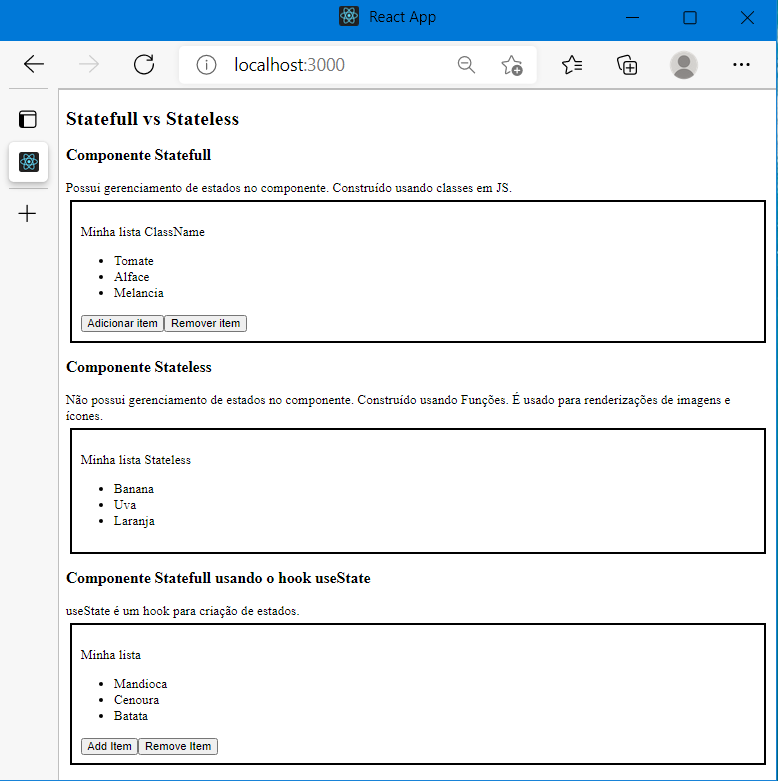 React App
localhost:3000
Statefull vs Stateless
Componente Statefull
Possui gerenciamento de estados no componente. Construído usando classes em JS.
Minha lista ClassName
Tomate
Alface
Melancia
Adicionar item Remover item
Componente Stateless
Não possui gerenciamento de estados no componente. Construído usando Funções. É usado para renderizações de imagens e
ícones.
Minha lista Stateless
Banana
Uva
Laranja
Componente Statefull usando o hook useState
useState é um hook para criação de estados.
Minha lista
Mandioca
Cenoura
Batata
Add Item Remove Item